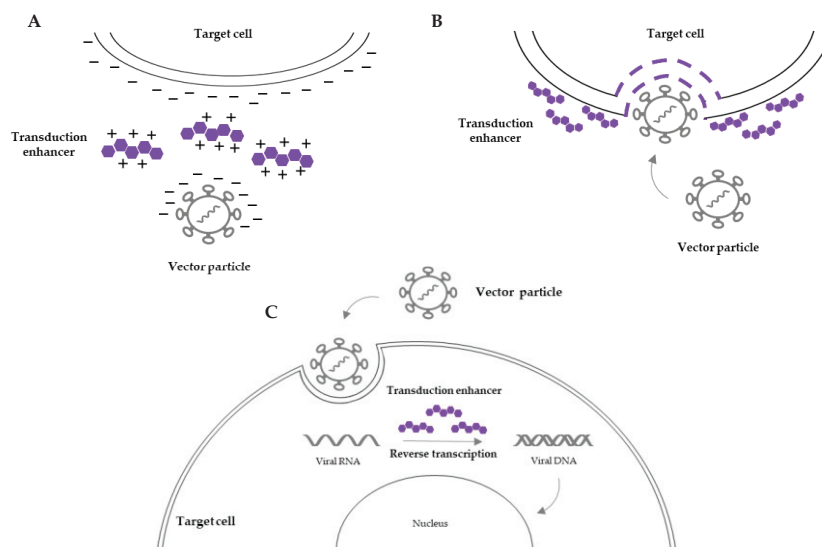 A
Target cell
Transduction
enhancer
Vector particle
B
Target cell
Transduction
enhancer
Vector particle
C
Vector particle
Transduction enhancer
Reverse transcription
Viral RNA
Viral DNA
Target cell
Nucleus